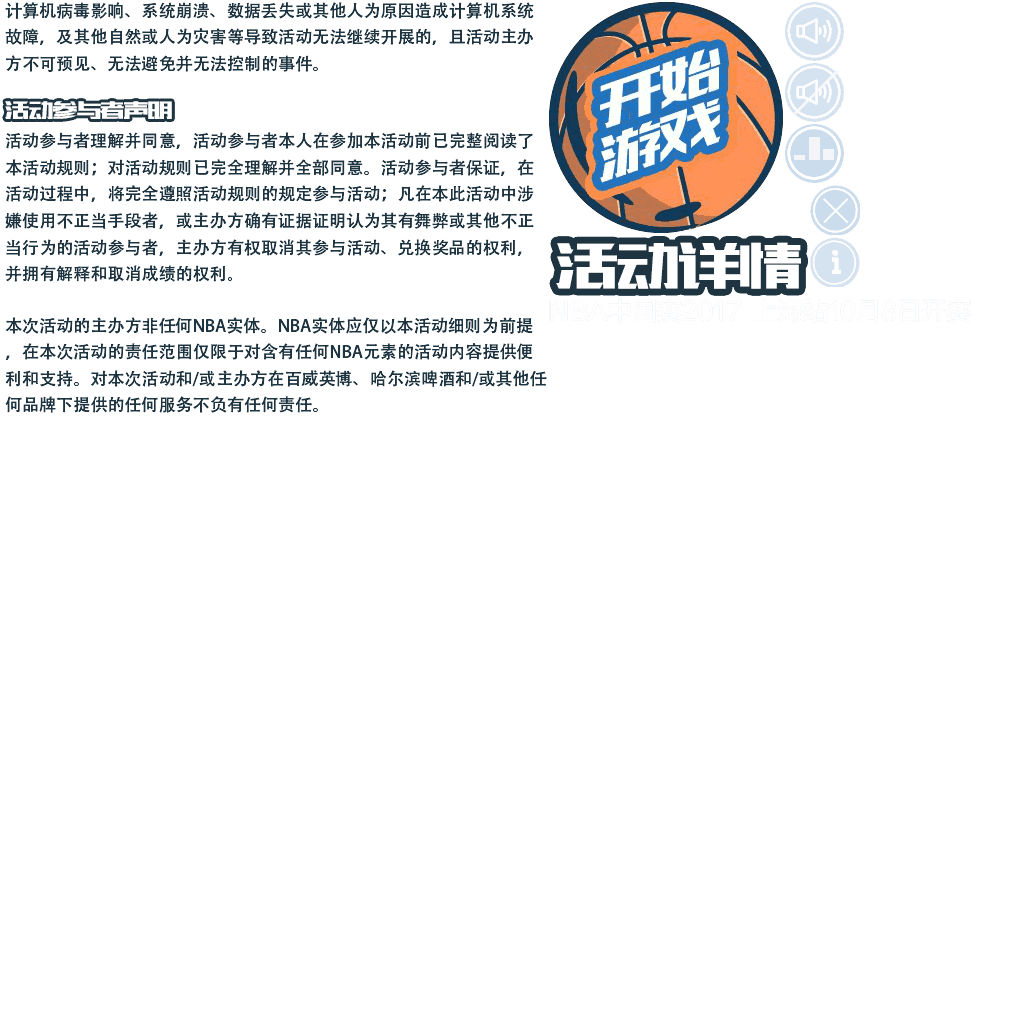 计算机病毒影响、系统崩溃、数据丢失或其他人为原因造成计算机系统
故障，及其他自然或人为灾害等导致活动无法继续开展的，且活动主办
方不可预见、无法避免并无法控制的事件。
活动参与者声明
活动参与者理解并同意，活动参与者本人在参加本活动前已完整阅读了
本活动规则；对活动规则已完全理解并全部同意。活动参与者保证，在
活动过程中，将完全遵照活动规则的规定参与活动；凡在本此活动中涉
嫌使用不正当手段者，或主办方确有证据证明认为其有舞弊或其他不正
当行为的活动参与者，主办方有权取消其参与活动、兑换奖品的权利，
并拥有解释和取消成绩的权利。
本次活动的主办方非任何NBA实体。NBA实体应仅以本活动细则为前提
，在本次活动的责任范围仅限于对含有任何NBA元素的活动内容提供便
利和支持。对本次活动和/或主办方在百威英博、哈尔滨啤酒和/或其他任
何品牌下提供的任何服务不负有任何责任。
开始
游戏
活动详情